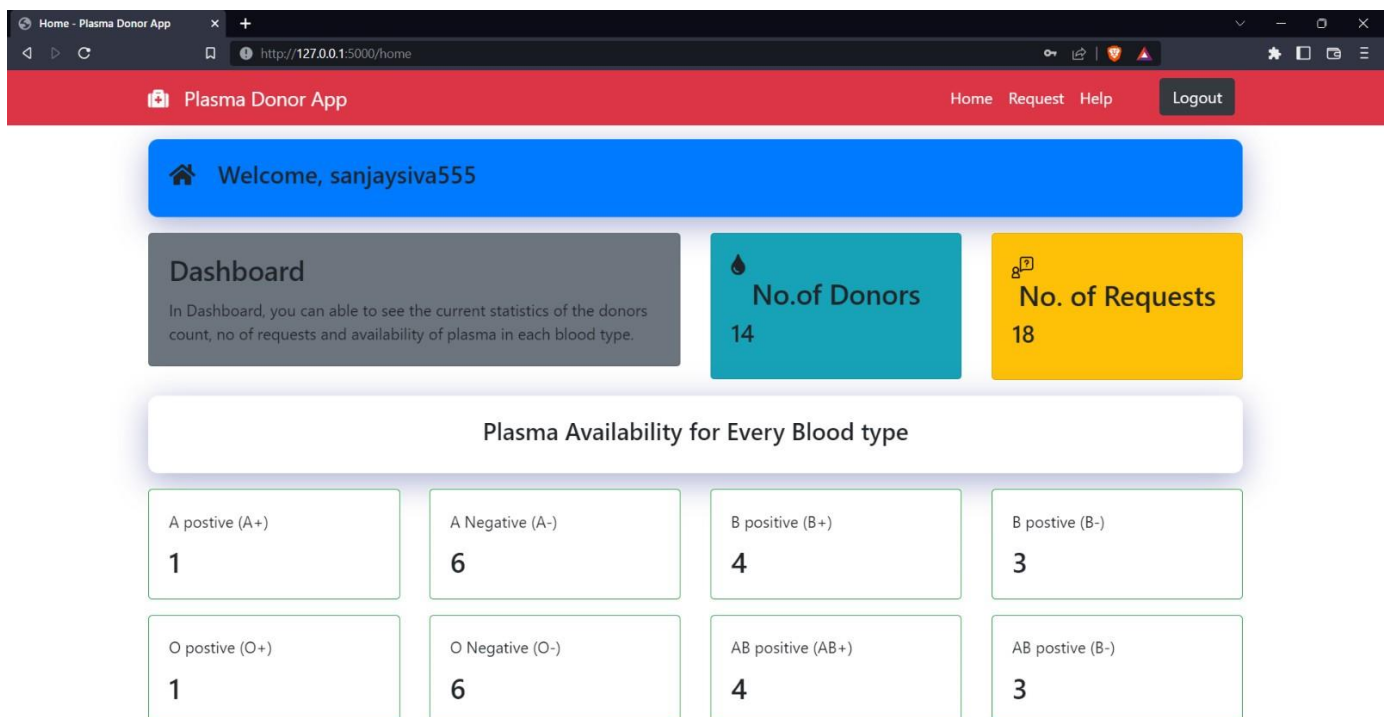 Home - Plasma Donor App
http://127.0.0.1:5000/home
Plasma Donor App
Home Request Help Logout
Welcome, sanjaysiva555
Dashboard
In Dashboard, you can able to see the current statistics of the donors
count, no of requests and availability of plasma in each blood type.
No.of Donors
14
?
No. of Requests
18
Plasma Availability for Every Blood type
A postive (A+)
1
A Negative (A-)
6
B positive (B+)
4
B postive (B-)
3
O postive (O+)
1
O Negative (O-)
6
AB positive (AB+)
4
AB postive (B-)
3